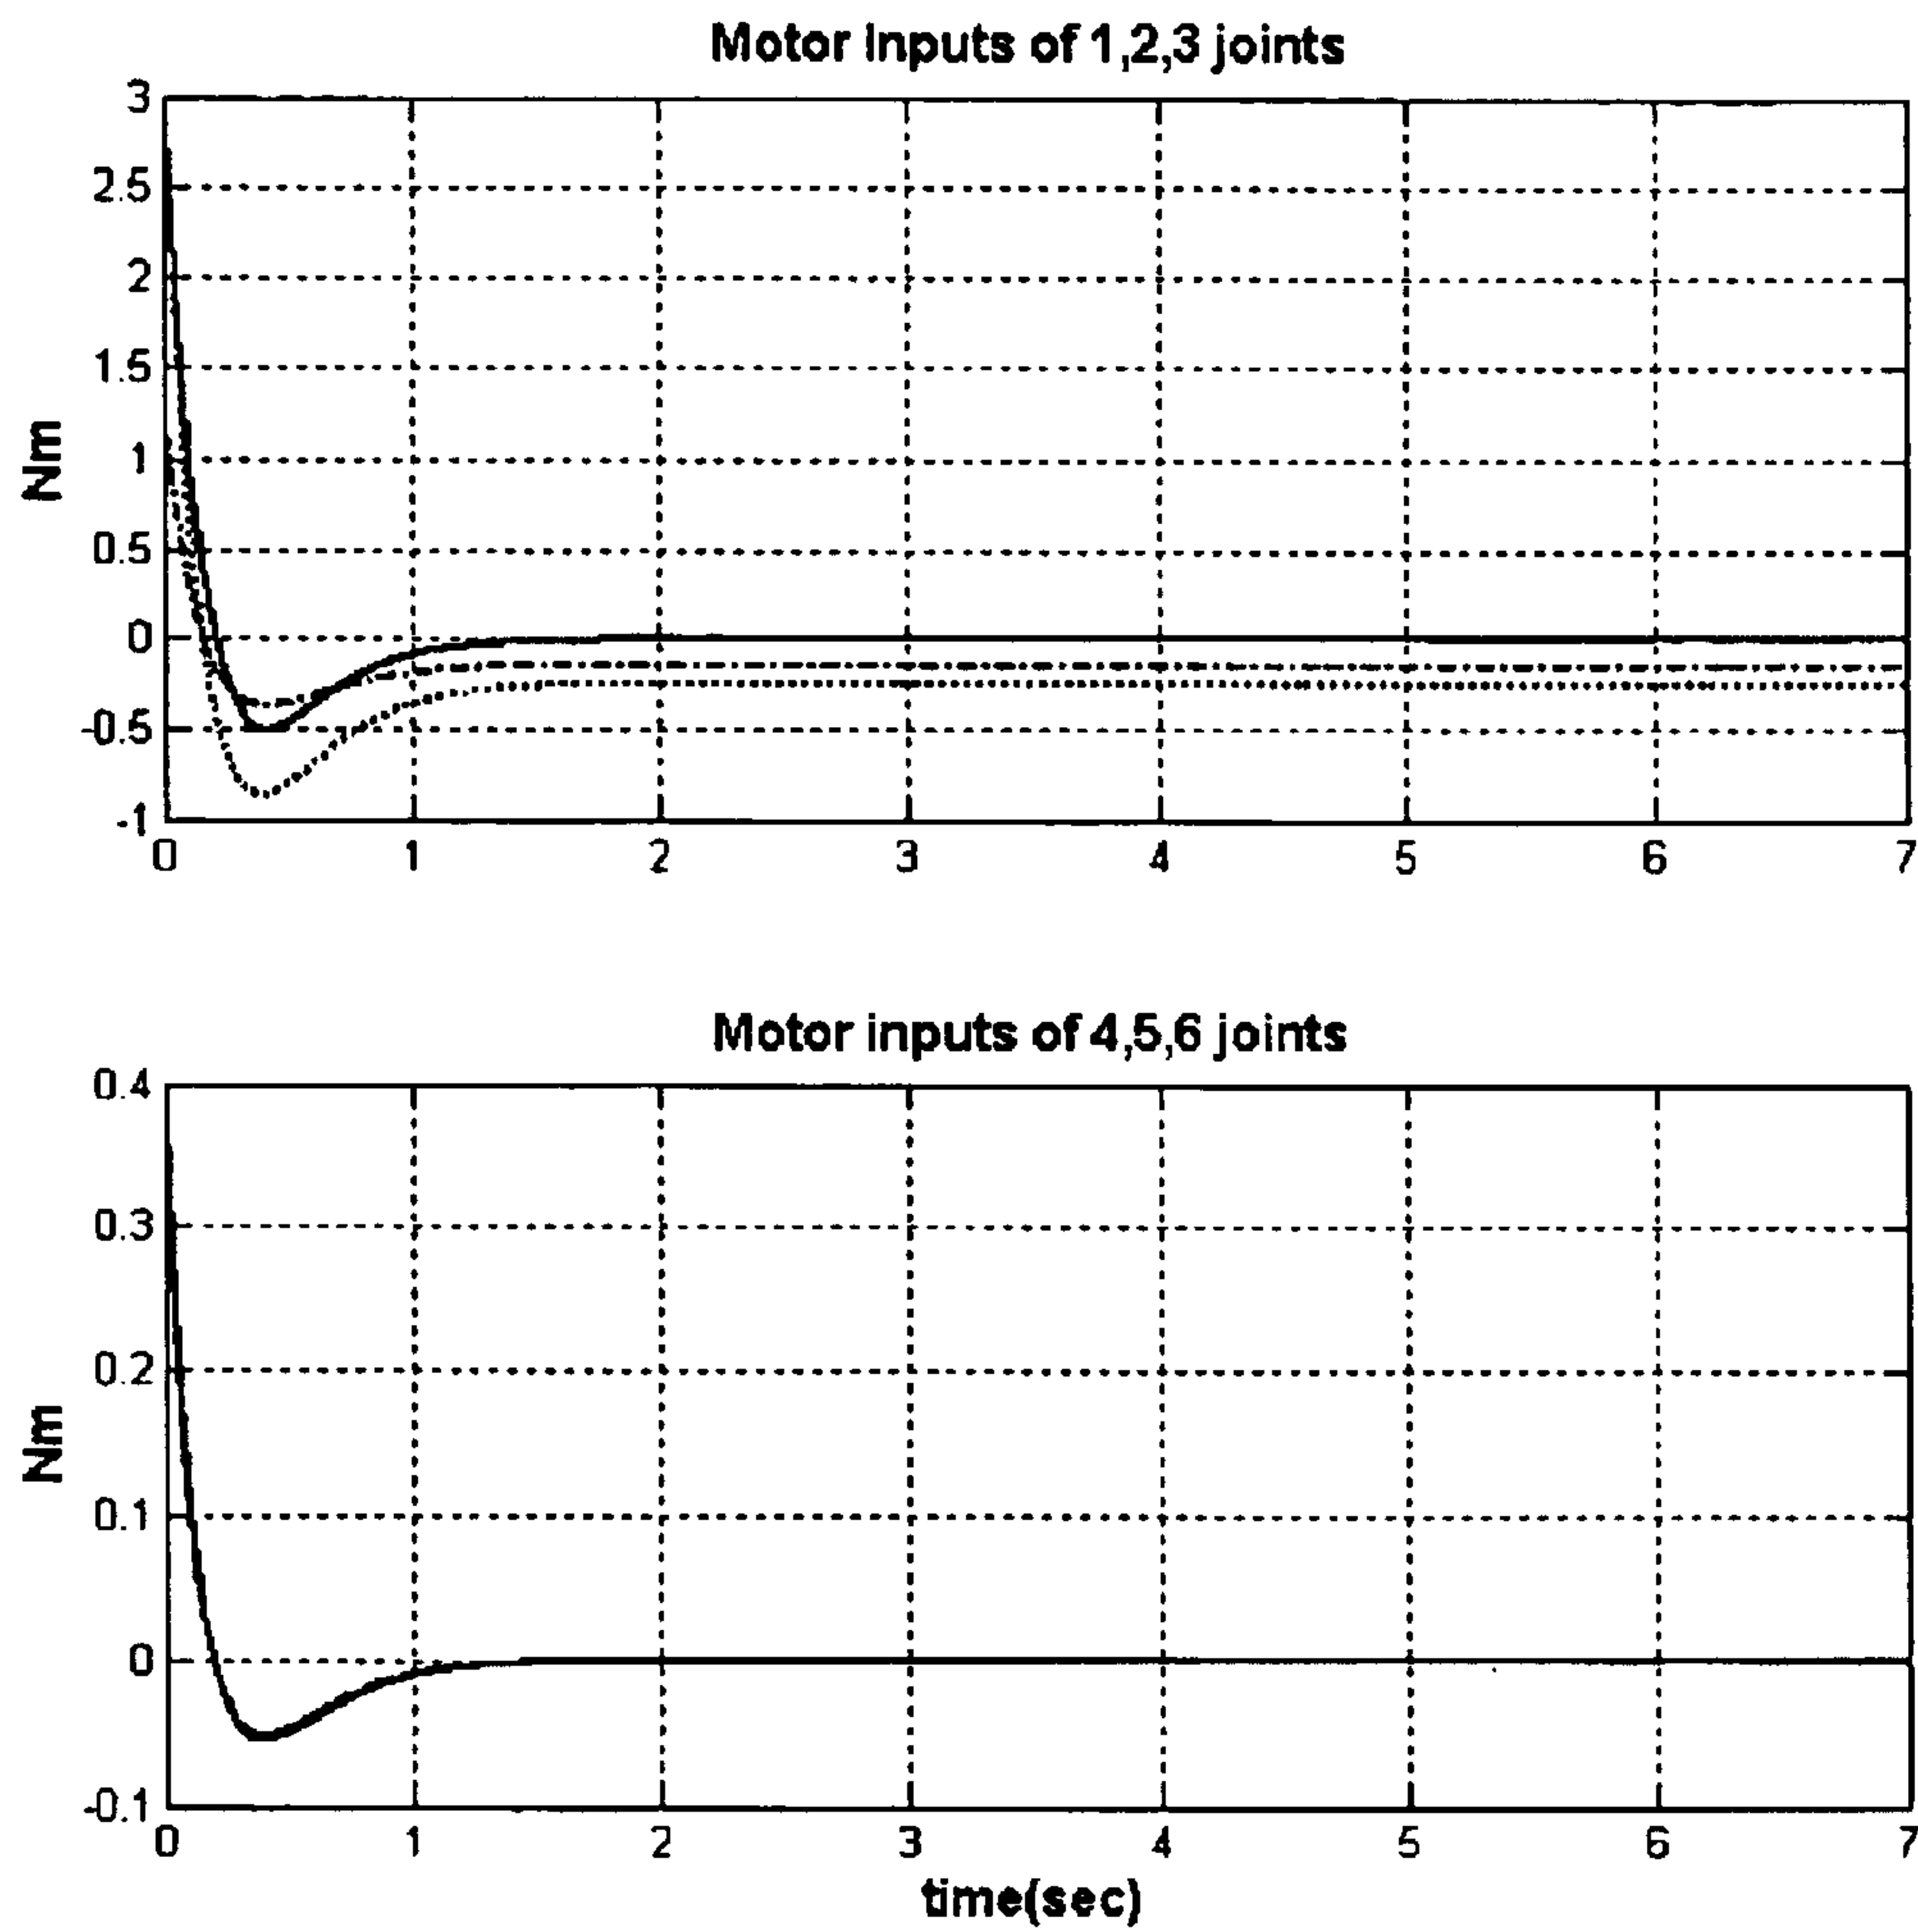 Motor Inputs of 1,2,3 joints
3
2.5
2
1.5
1
0.5
0
-0.5
-1
Nm
0 1 2 3 4 5 6 7
Motor inputs of 4,5,6 joints
0.4
0.3
0.2
0.1
0
-0.1
Nm
0 1 2 3 4 5 6 7
time(sec)